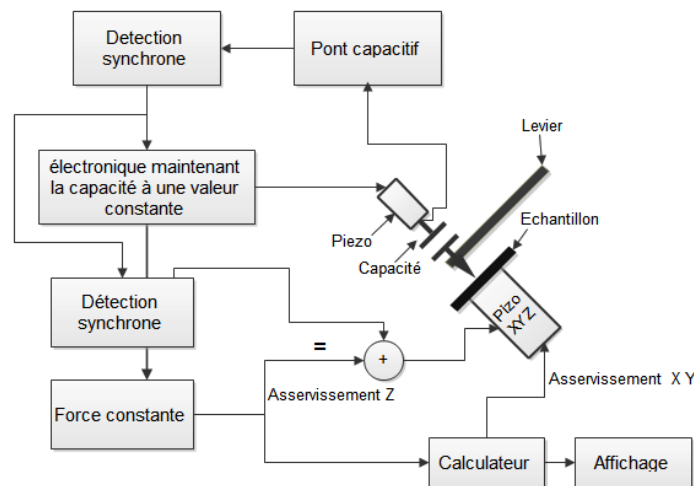 Detection
synchrone
Pont capacitif
Levier
électronique maintenant
la capacité à une valeur
constante
Echantillon
Piezo
Capacité
Pizo
XYZ
Détection
synchrone
=
+
Asservissement X Y
Asservissement Z
Force constante
Calculateur
Affichage